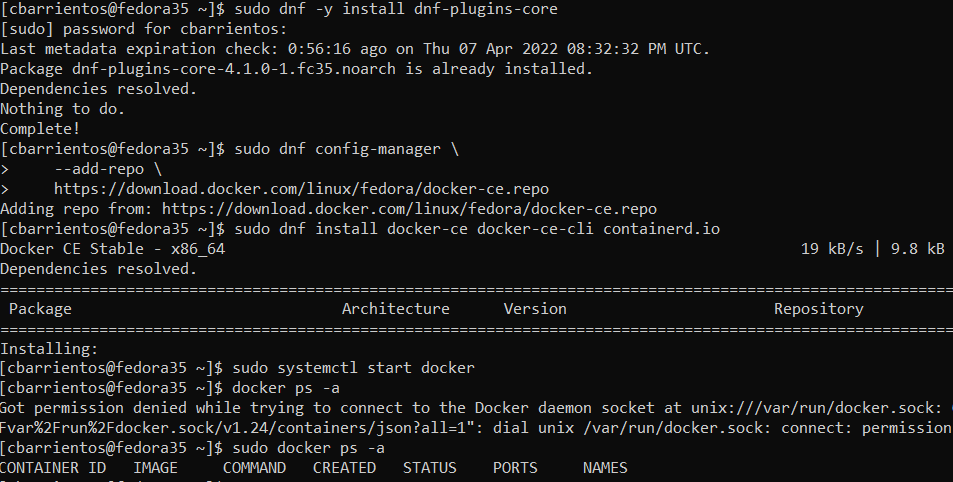 [cbarrientos@fedora35 ~]$ sudo dnf -y install dnf-plugins-core
[sudo] password for cbarrientos:
Last metadata expiration check: 0:56:16 ago on Thu 07 Apr 2022 08:32:32 PM UTC.
Package dnf-plugins-core-4.1.0-1.fc35.noarch is already installed.
Dependencies resolved.
Nothing to do.
Complete!
[cbarrientos@fedora35 ~]$ sudo dnf config-manager \
>     --add-repo \
>     https://download.docker.com/linux/fedora/docker-ce.repo
Adding repo from: https://download.docker.com/linux/fedora/docker-ce.repo
[cbarrientos@fedora35 ~]$ sudo dnf install docker-ce docker-ce-cli containerd.io
Docker CE Stable - x86_64                                                                19 kB/s | 9.8 kB
Dependencies resolved.
==========================================================================================================
 Package                              Architecture      Version                       Repository
==========================================================================================================
Installing:
[cbarrientos@fedora35 ~]$ sudo systemctl start docker
[cbarrientos@fedora35 ~]$ docker ps -a
Got permission denied while trying to connect to the Docker daemon socket at unix:///var/run/docker.sock:
Fvar%2Frun%2Fdocker.sock/v1.24/containers/json?all=1": dial unix /var/run/docker.sock: connect: permission
[cbarrientos@fedora35 ~]$ sudo docker ps -a
CONTAINER ID   IMAGE     COMMAND   CREATED   STATUS    PORTS     NAMES